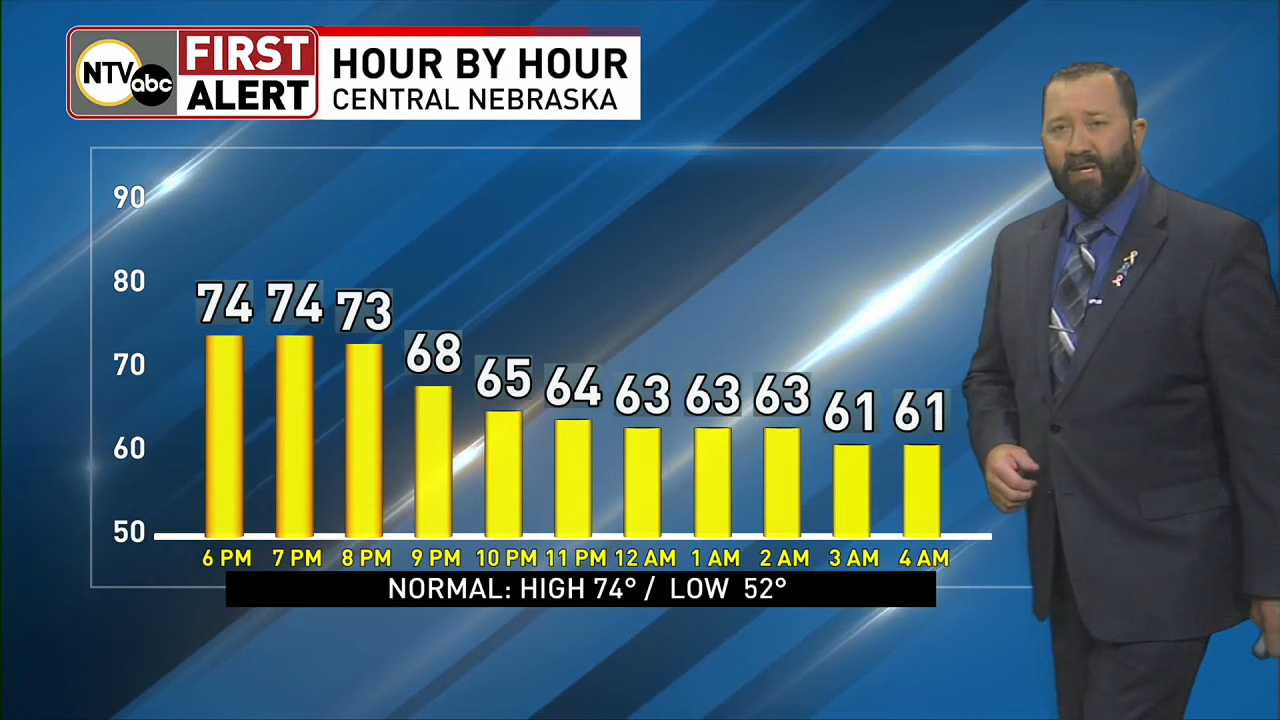 NTV abc
FIRST
ALERT
HOUR BY HOUR
CENTRAL NEBRASKA
90
80
70
60
50
74 74 73 68 65 64 63 63 63 61 61
6 PM 7 PM 8 PM 9 PM 10 PM 11 PM 12 AM 1 AM 2 AM 3 AM 4 AM
NORMAL: HIGH 74° / LOW 52°